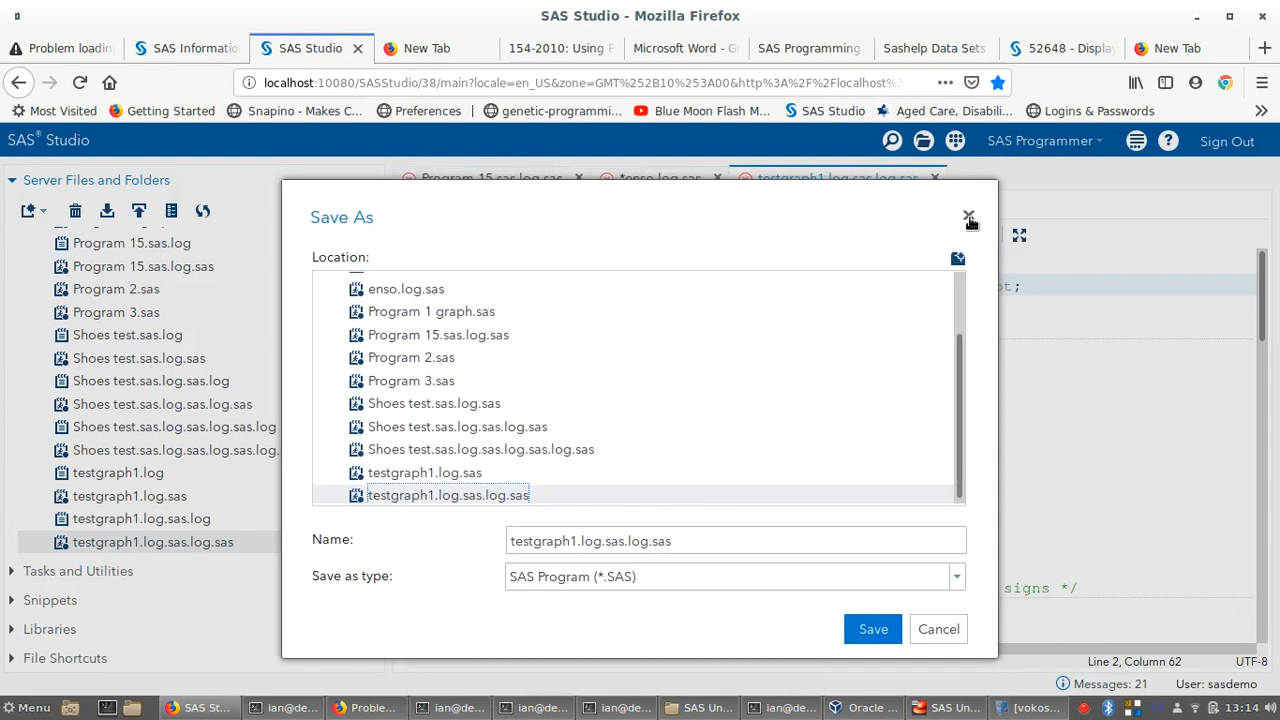 SAS Studio - Mozilla Firefox
Problem loadin
SAS Informatio
SAS Studio
New Tab
154-2010: Using P
Microsoft Word - G
SAS Programming
Sashelp Data Sets
52648 - Displa
New Tab
localhost:10080/SASStudio/38/main?locale=en_US&zone=GMT%252B10%253A00&http%3A%2F%2Flocalhost%3
Most Visited
Getting Started
Snapino - Makes C...
Preferences
genetic-programmi...
Blue Moon Flash M...
SAS Studio
Aged Care, Disabili...
Logins & Passwords
SAS® Studio
SAS Programmer
Sign Out
Server Files and Folders
Program 15.sas.log.sas
*enso.log.sas
testgraph1.log.sas.log.sas
Program 15.sas.log
Program 15.sas.log.sas
Program 2.sas
Program 3.sas
Shoes test.sas.log
Shoes test.sas.log.sas
Shoes test.sas.log.sas.log
Shoes test.sas.log.sas.log.sas
Shoes test.sas.log.sas.log.sas.log
Shoes test.sas.log.sas.log.sas.log.
testgraph1.log
testgraph1.log.sas
testgraph1.log.sas.log
testgraph1.log.sas.log.sas
Tasks and Utilities
Snippets
Libraries
File Shortcuts
Save As
Location:
enso.log.sas
Program 1 graph.sas
Program 15.sas.log.sas
Program 2.sas
Program 3.sas
Shoes test.sas.log.sas
Shoes test.sas.log.sas.log.sas
Shoes test.sas.log.sas.log.sas.log.sas
testgraph1.log.sas
testgraph1.log.sas.log.sas
Name:
testgraph1.log.sas.log.sas
Save as type:
SAS Program (*.SAS)
Save
Cancel
ot;
signs */
Line 2, Column 62
UTF-8
Messages: 21
User: sasdemo
Menu
SAS St...
ian@de...
Proble...
ian@de...
ian@de...
ian@de...
SAS Un...
ian@de...
Oracle ...
SAS Un...
[vokos...
13:14